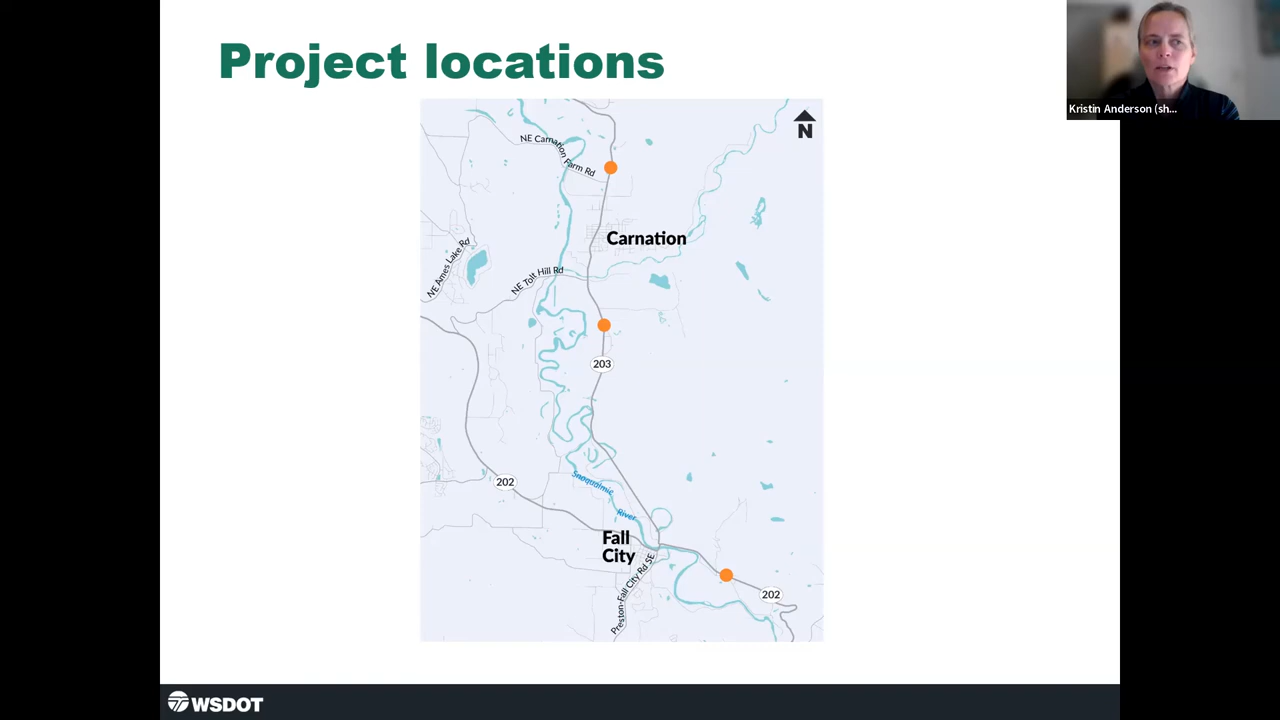 Project locations
Kristin Anderson (sh...
N
NE Carnation Farm Rd
Carnation
NE Ames Lake Rd
NE Tolt Hill Rd
203
202
Snoqualmie River
Fall City
Preston-Fall City Rd SE
202
WSDOT